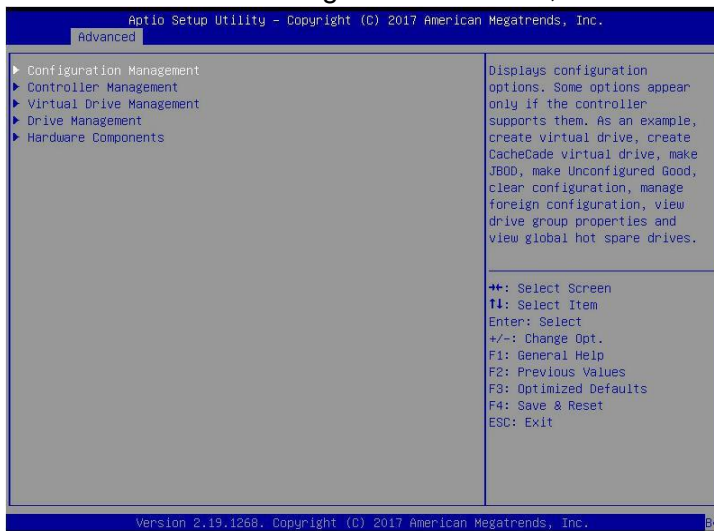 Aptio Setup Utility – Copyright (C) 2017 American Megatrends, Inc.
Advanced
Configuration Management
Controller Management
Virtual Drive Management
Drive Management
Hardware Components
Displays configuration
options. Some options appear
only if the controller
supports them. As an example,
create virtual drive, create
CacheCade virtual drive, make
JBOD, make Unconfigured Good,
clear configuration, manage
foreign configuration, view
drive group properties and
view global hot spare drives.
→←: Select Screen
↑↓: Select Item
Enter: Select
+/-: Change Opt.
F1: General Help
F2: Previous Values
F3: Optimized Defaults
F4: Save & Reset
ESC: Exit
Version 2.19.1268. Copyright (C) 2017 American Megatrends, Inc.